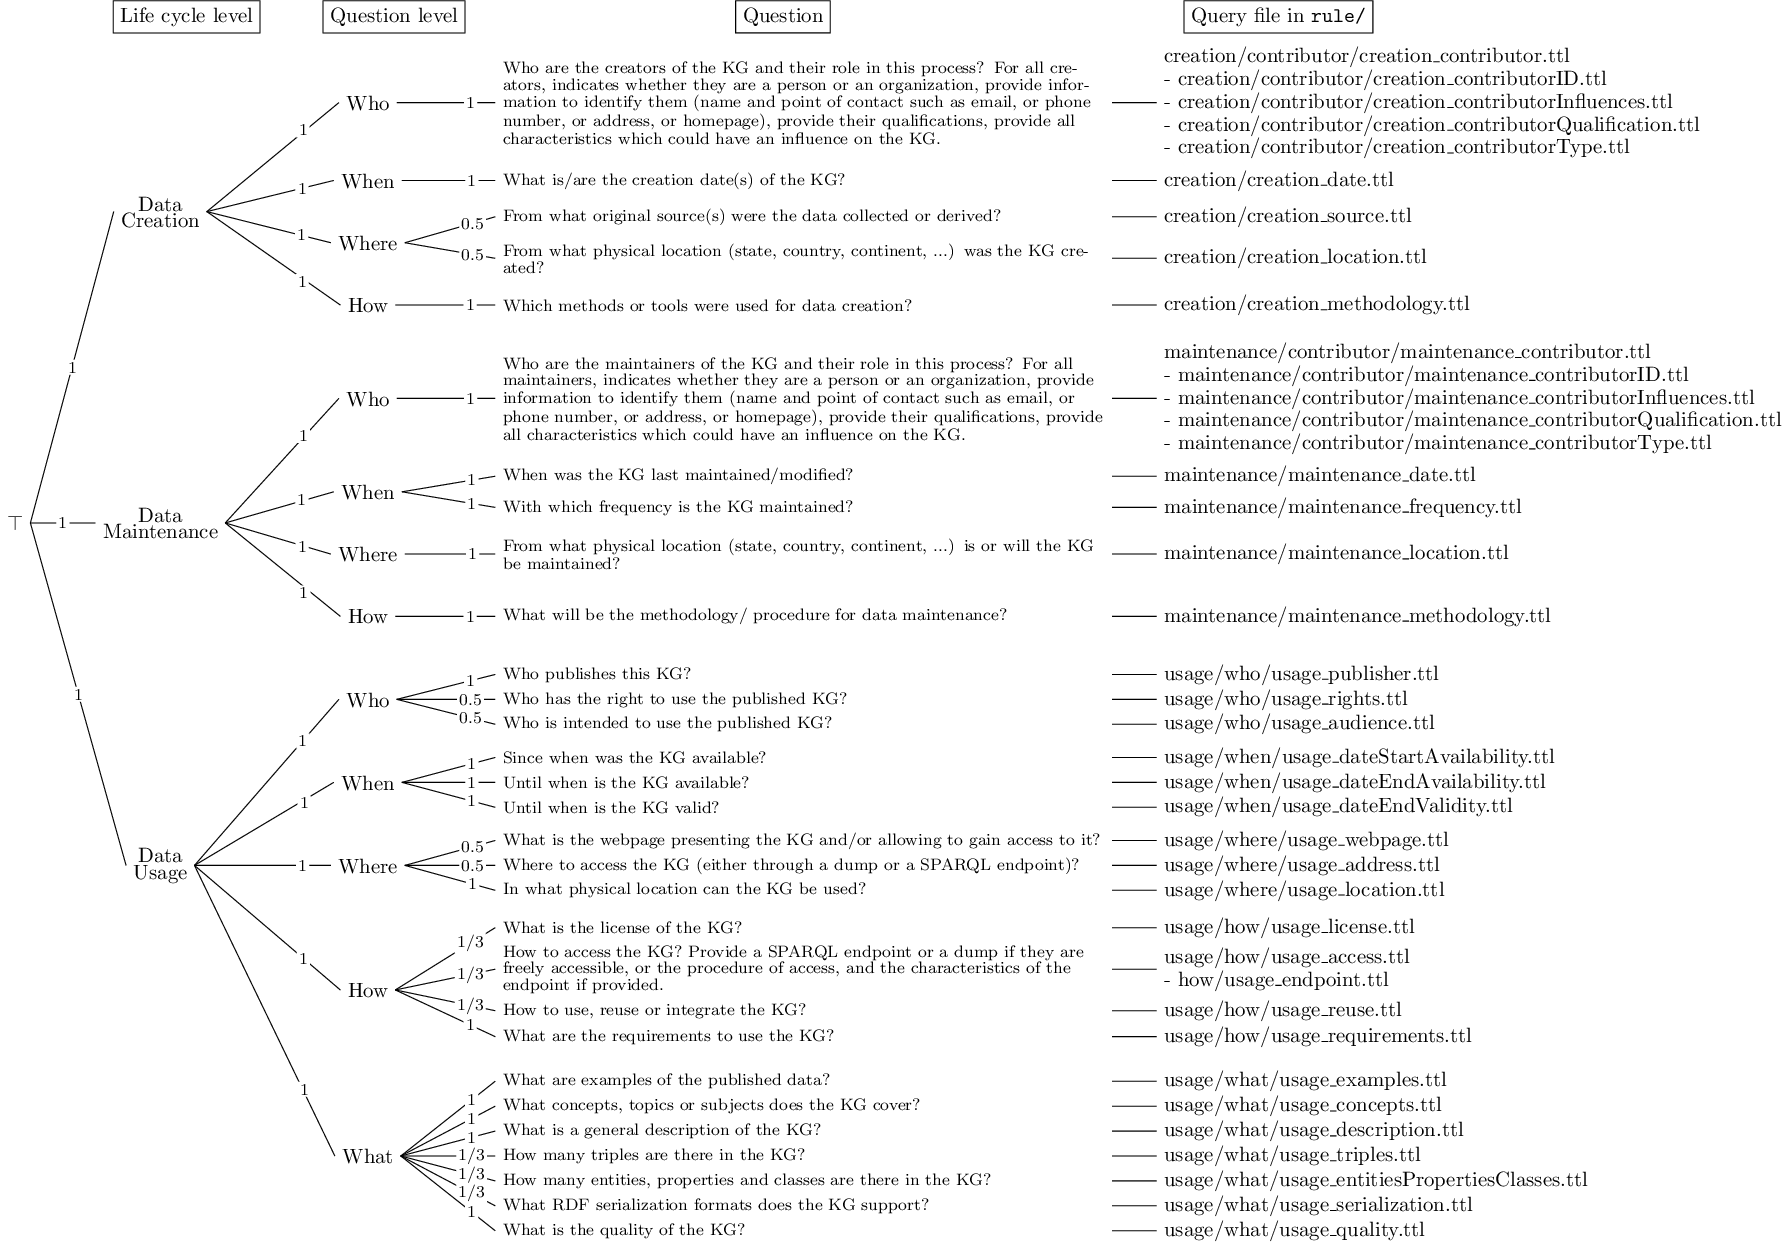 Life cycle level
Question level
Question
Query file in rule/
⊤
1
1
1
Data
Creation
1
Who
1
Who are the creators of the KG and their role in this process? For all cre-
ators, indicates whether they are a person or an organization, provide infor-
mation to identify them (name and point of contact such as email, or phone
number, or address, or homepage), provide their qualifications, provide all
characteristics which could have an influence on the KG.
creation/contributor/creation_contributor.ttl
- creation/contributor/creation_contributorID.ttl
- creation/contributor/creation_contributorInfluences.ttl
- creation/contributor/creation_contributorQualification.ttl
- creation/contributor/creation_contributorType.ttl
1
When
1
What is/are the creation date(s) of the KG?
creation/creation_date.ttl
1
Where
0.5
From what original source(s) were the data collected or derived?
creation/creation_source.ttl
0.5
From what physical location (state, country, continent, ...) was the KG cre-
ated?
creation/creation_location.ttl
1
How
1
Which methods or tools were used for data creation?
creation/creation_methodology.ttl
Data
Maintenance
1
Who
1
Who are the maintainers of the KG and their role in this process? For all
maintainers, indicates whether they are a person or an organization, provide
information to identify them (name and point of contact such as email, or
phone number, or address, or homepage), provide their qualifications, provide
all characteristics which could have an influence on the KG.
maintenance/contributor/maintenance_contributor.ttl
- maintenance/contributor/maintenance_contributorID.ttl
- maintenance/contributor/maintenance_contributorInfluences.ttl
- maintenance/contributor/maintenance_contributorQualification.ttl
- maintenance/contributor/maintenance_contributorType.ttl
1
When
1
When was the KG last maintained/modified?
maintenance/maintenance_date.ttl
1
With which frequency is the KG maintained?
maintenance/maintenance_frequency.ttl
1
Where
1
From what physical location (state, country, continent, ...) is or will the KG
be maintained?
maintenance/maintenance_location.ttl
1
How
1
What will be the methodology/ procedure for data maintenance?
maintenance/maintenance_methodology.ttl
Data
Usage
1
Who
1
Who publishes this KG?
usage/who/usage_publisher.ttl
0.5
Who has the right to use the published KG?
usage/who/usage_rights.ttl
0.5
Who is intended to use the published KG?
usage/who/usage_audience.ttl
1
When
1
Since when was the KG available?
usage/when/usage_dateStartAvailability.ttl
1
Until when is the KG available?
usage/when/usage_dateEndAvailability.ttl
1
Until when is the KG valid?
usage/when/usage_dateEndValidity.ttl
1
Where
0.5
What is the webpage presenting the KG and/or allowing to gain access to it?
usage/where/usage_webpage.ttl
0.5
Where to access the KG (either through a dump or a SPARQL endpoint)?
usage/where/usage_address.ttl
1
In what physical location can the KG be used?
usage/where/usage_location.ttl
1
How
1/3
What is the license of the KG?
usage/how/usage_license.ttl
1/3
How to access the KG? Provide a SPARQL endpoint or a dump if they are
freely accessible, or the procedure of access, and the characteristics of the
endpoint if provided.
usage/how/usage_access.ttl
- how/usage_endpoint.ttl
1/3
How to use, reuse or integrate the KG?
usage/how/usage_reuse.ttl
1
What are the requirements to use the KG?
usage/how/usage_requirements.ttl
1
What
1
What are examples of the published data?
usage/what/usage_examples.ttl
1
What concepts, topics or subjects does the KG cover?
usage/what/usage_concepts.ttl
1
What is a general description of the KG?
usage/what/usage_description.ttl
1/3
How many triples are there in the KG?
usage/what/usage_triples.ttl
1/3
How many entities, properties and classes are there in the KG?
usage/what/usage_entitiesPropertiesClasses.ttl
1/3
What RDF serialization formats does the KG support?
usage/what/usage_serialization.ttl
1
What is the quality of the KG?
usage/what/usage_quality.ttl